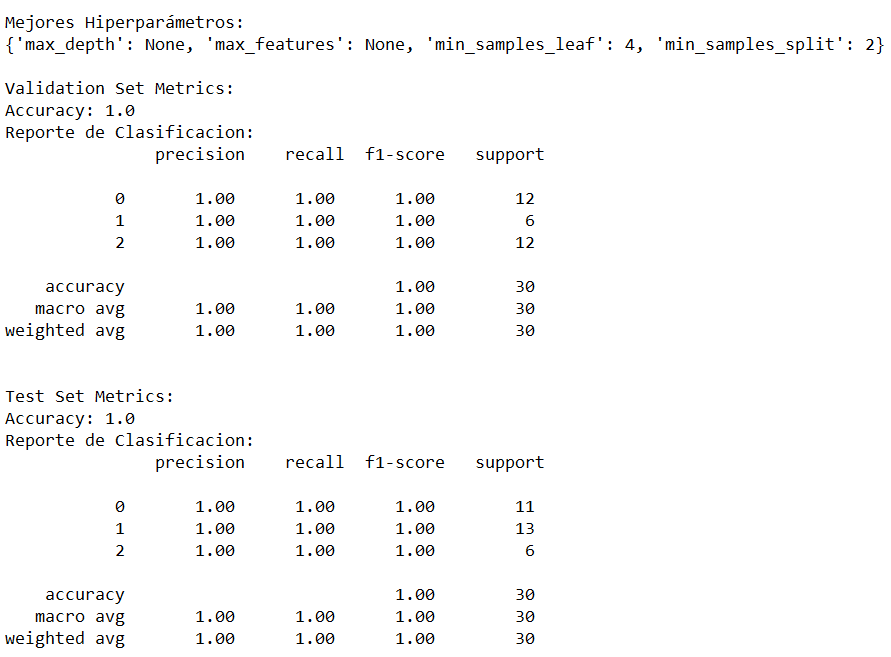 Mejores Hiperparámetros:
{'max_depth': None, 'max_features': None, 'min_samples_leaf': 4, 'min_samples_split': 2}
Validation Set Metrics:
Accuracy: 1.0
Reporte de Clasificacion:
precision recall f1-score support
0 1.00 1.00 1.00 12
1 1.00 1.00 1.00 6
2 1.00 1.00 1.00 12
accuracy 1.00 30
macro avg 1.00 1.00 1.00 30
weighted avg 1.00 1.00 1.00 30
Test Set Metrics:
Accuracy: 1.0
Reporte de Clasificacion:
precision recall f1-score support
0 1.00 1.00 1.00 11
1 1.00 1.00 1.00 13
2 1.00 1.00 1.00 6
accuracy 1.00 30
macro avg 1.00 1.00 1.00 30
weighted avg 1.00 1.00 1.00 30